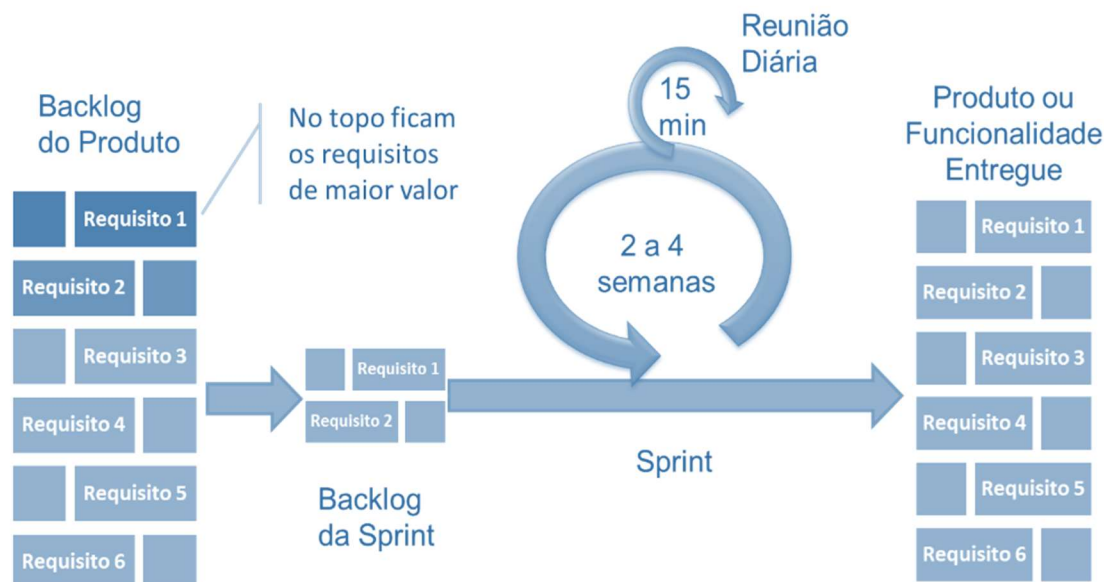 Backlog
do Produto
Requisito 1
Requisito 2
Requisito 3
Requisito 4
Requisito 5
Requisito 6
No topo ficam
os requisitos
de maior valor
Requisito 1
Requisito 2
Backlog
da Sprint
Reunião
Diária
15
min
2 a 4
semanas
Sprint
Produto ou
Funcionalidade
Entregue
Requisito 1
Requisito 2
Requisito 3
Requisito 4
Requisito 5
Requisito 6